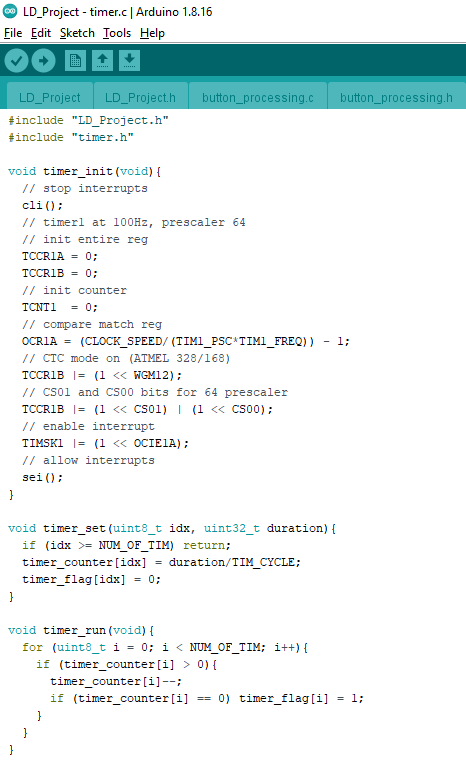 LD_Project - timer.c | Arduino 1.8.16
File Edit Sketch Tools Help
LD_Project LD_Project.h button_processing.c button_processing.h
#include "LD_Project.h"
#include "timer.h"
void timer_init(void){
// stop interrupts
cli();
// timer1 at 100Hz, prescaler 64
// init entire reg
TCCR1A = 0;
TCCR1B = 0;
// init counter
TCNT1  = 0;
// compare match reg
OCR1A = (CLOCK_SPEED/(TIM1_PSC*TIM1_FREQ)) - 1;
// CTC mode on (ATMEL 328/168)
TCCR1B |= (1 << WGM12);
// CS01 and CS00 bits for 64 prescaler
TCCR1B |= (1 << CS01) | (1 << CS00);
// enable interrupt
TIMSK1 |= (1 << OCIE1A);
// allow interrupts
sei();
}
void timer_set(uint8_t idx, uint32_t duration){
if (idx >= NUM_OF_TIM) return;
timer_counter[idx] = duration/TIM_CYCLE;
timer_flag[idx] = 0;
}
void timer_run(void){
for (uint8_t i = 0; i < NUM_OF_TIM; i++){
if (timer_counter[i] > 0){
timer_counter[i]--;
if (timer_counter[i] == 0) timer_flag[i] = 1;
}
}
}